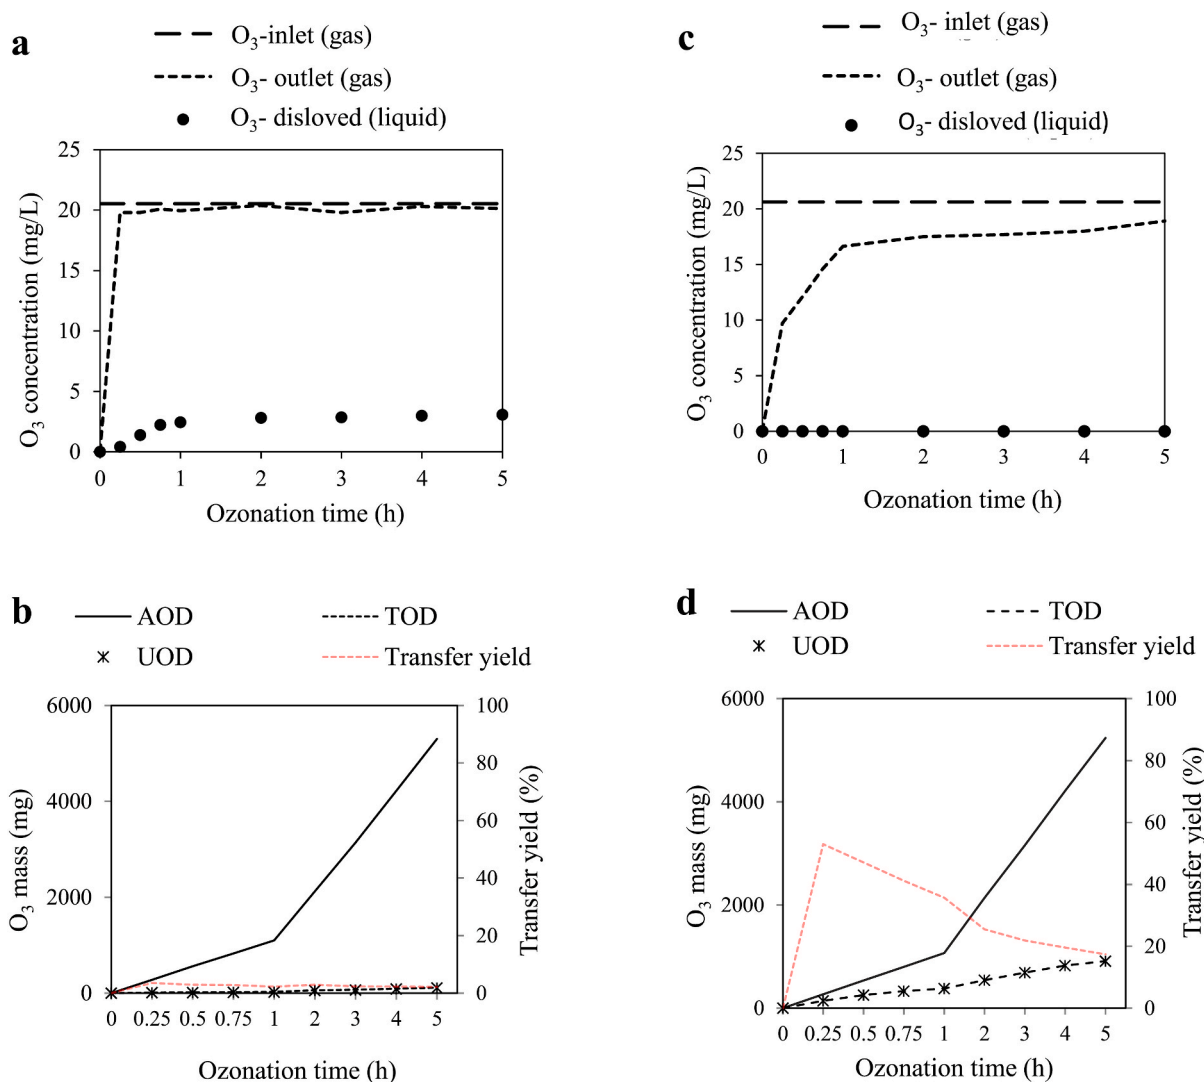 a
O3-inlet (gas)
O3- outlet (gas)
O3- disloved (liquid)
25
20
15
10
5
0
O3 concentration (mg/L)
0 1 2 3 4 5
Ozonation time (h)
c
O3- inlet (gas)
O3- outlet (gas)
O3- disloved (liquid)
25
20
15
10
5
0
O3 concentration (mg/L)
0 1 2 3 4 5
Ozonation time (h)
b
AOD TOD
UOD Transfer yield
6000
4000
2000
0
O3 mass (mg)
100
80
60
40
20
0
Transfer yield (%)
0 0.25 0.5 0.75 1 2 3 4 5
Ozonation time (h)
d
AOD TOD
UOD Transfer yield
6000
4000
2000
0
O3 mass (mg)
100
80
60
40
20
0
Transfer yield (%)
0 0.25 0.5 0.75 1 2 3 4 5
Ozonation time (h)